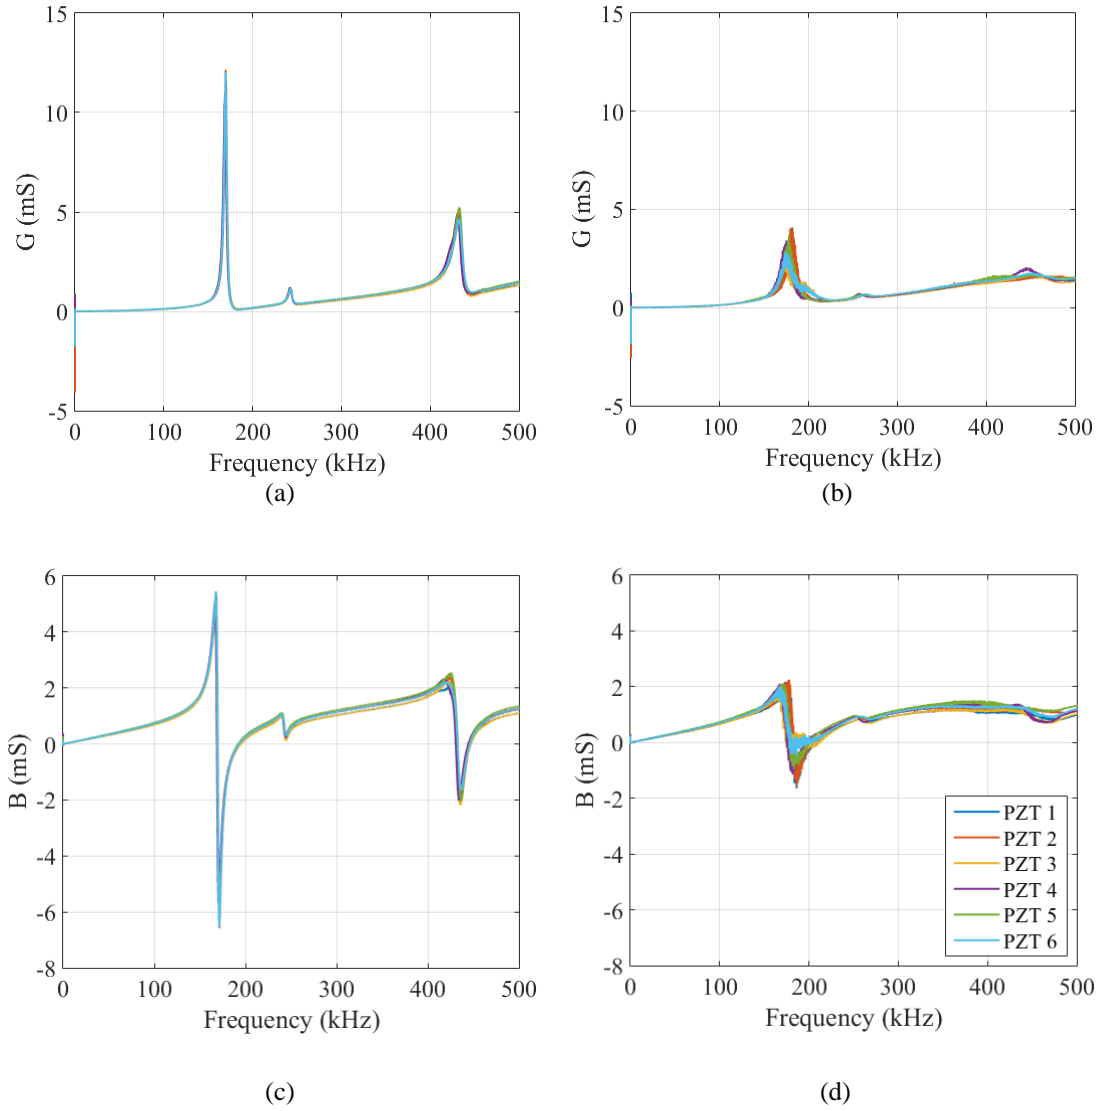 15
10
5
0
-5
G (mS)
0 100 200 300 400 500
Frequency (kHz)
(a)
15
10
5
0
-5
G (mS)
0 100 200 300 400 500
Frequency (kHz)
(b)
6
4
2
0
-2
-4
-6
-8
B (mS)
0 100 200 300 400 500
Frequency (kHz)
(c)
6
4
2
0
-2
-4
-6
-8
B (mS)
PZT 1
PZT 2
PZT 3
PZT 4
PZT 5
PZT 6
0 100 200 300 400 500
Frequency (kHz)
(d)